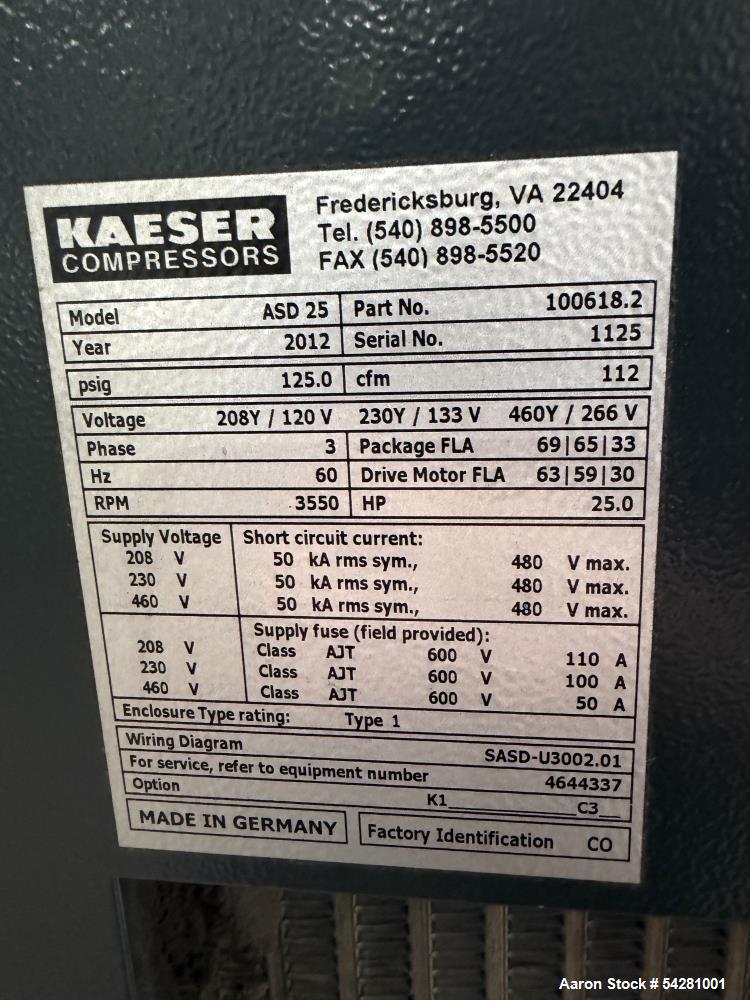 KAESER
COMPRESSORS
Fredericksburg, VA 22404
Tel. (540) 898-5500
FAX (540) 898-5520
Model ASD 25 Part No. 100618.2
Year 2012 Serial No. 1125
psig 125.0 cfm 112
Voltage 208Y / 120 V 230Y / 133 V 460Y / 266 V
Phase 3 Package FLA 69|65|33
Hz 60 Drive Motor FLA 63|59|30
RPM 3550 HP 25.0
Supply Voltage Short circuit current:
208 V 50 kA rms sym., 480 V max.
230 V 50 kA rms sym., 480 V max.
460 V 50 kA rms sym., 480 V max.
Supply fuse (field provided):
208 V Class AJT 600 V 110 A
230 V Class AJT 600 V 100 A
460 V Class AJT 600 V 50 A
Enclosure Type rating: Type 1
Wiring Diagram SASD-U3002.01
For service, refer to equipment number 4644337
Option K1____________C3__
MADE IN GERMANY Factory Identification CO
Aaron Stock # 54281001